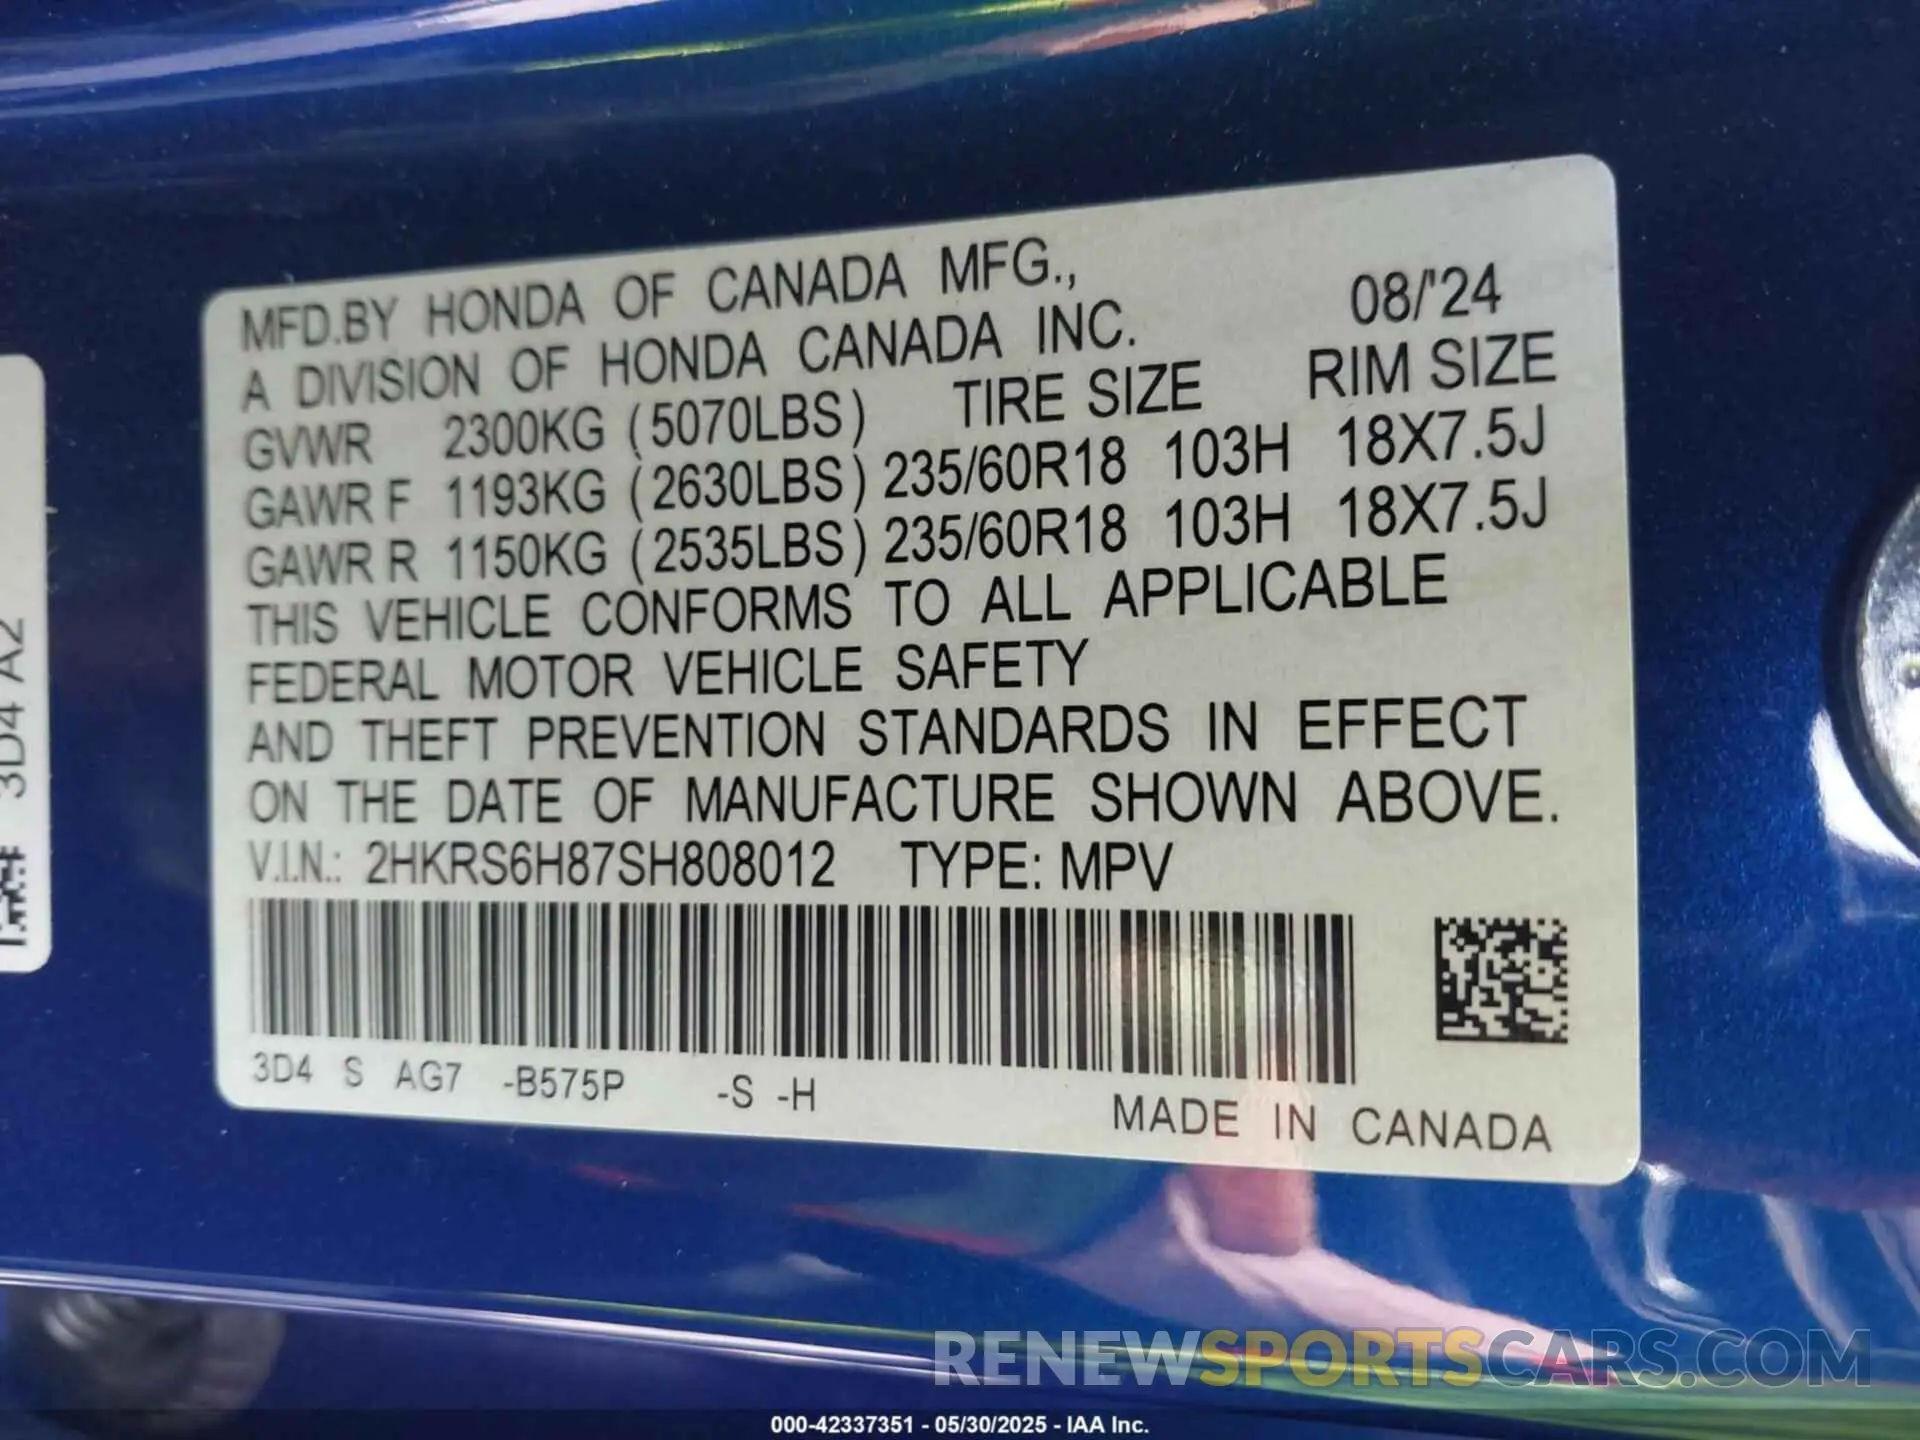 MFD.BY HONDA OF CANADA MFG.,
A DIVISION OF HONDA CANADA INC. 08/'24
GVWR 2300KG (5070LBS) TIRE SIZE RIM SIZE
GAWR F 1193KG (2630LBS) 235/60R18 103H 18X7.5J
GAWR R 1150KG (2535LBS) 235/60R18 103H 18X7.5J
THIS VEHICLE CONFORMS TO ALL APPLICABLE
FEDERAL MOTOR VEHICLE SAFETY
AND THEFT PREVENTION STANDARDS IN EFFECT
ON THE DATE OF MANUFACTURE SHOWN ABOVE.
V.I.N.: 2HKRS6H87SH808012 TYPE: MPV
3D4 S AG7 -B575P -S -H
MADE IN CANADA
3D4 A2
RENEWSPORTSCARS.COM
000-42337351 - 05/30/2025 - IAA Inc.